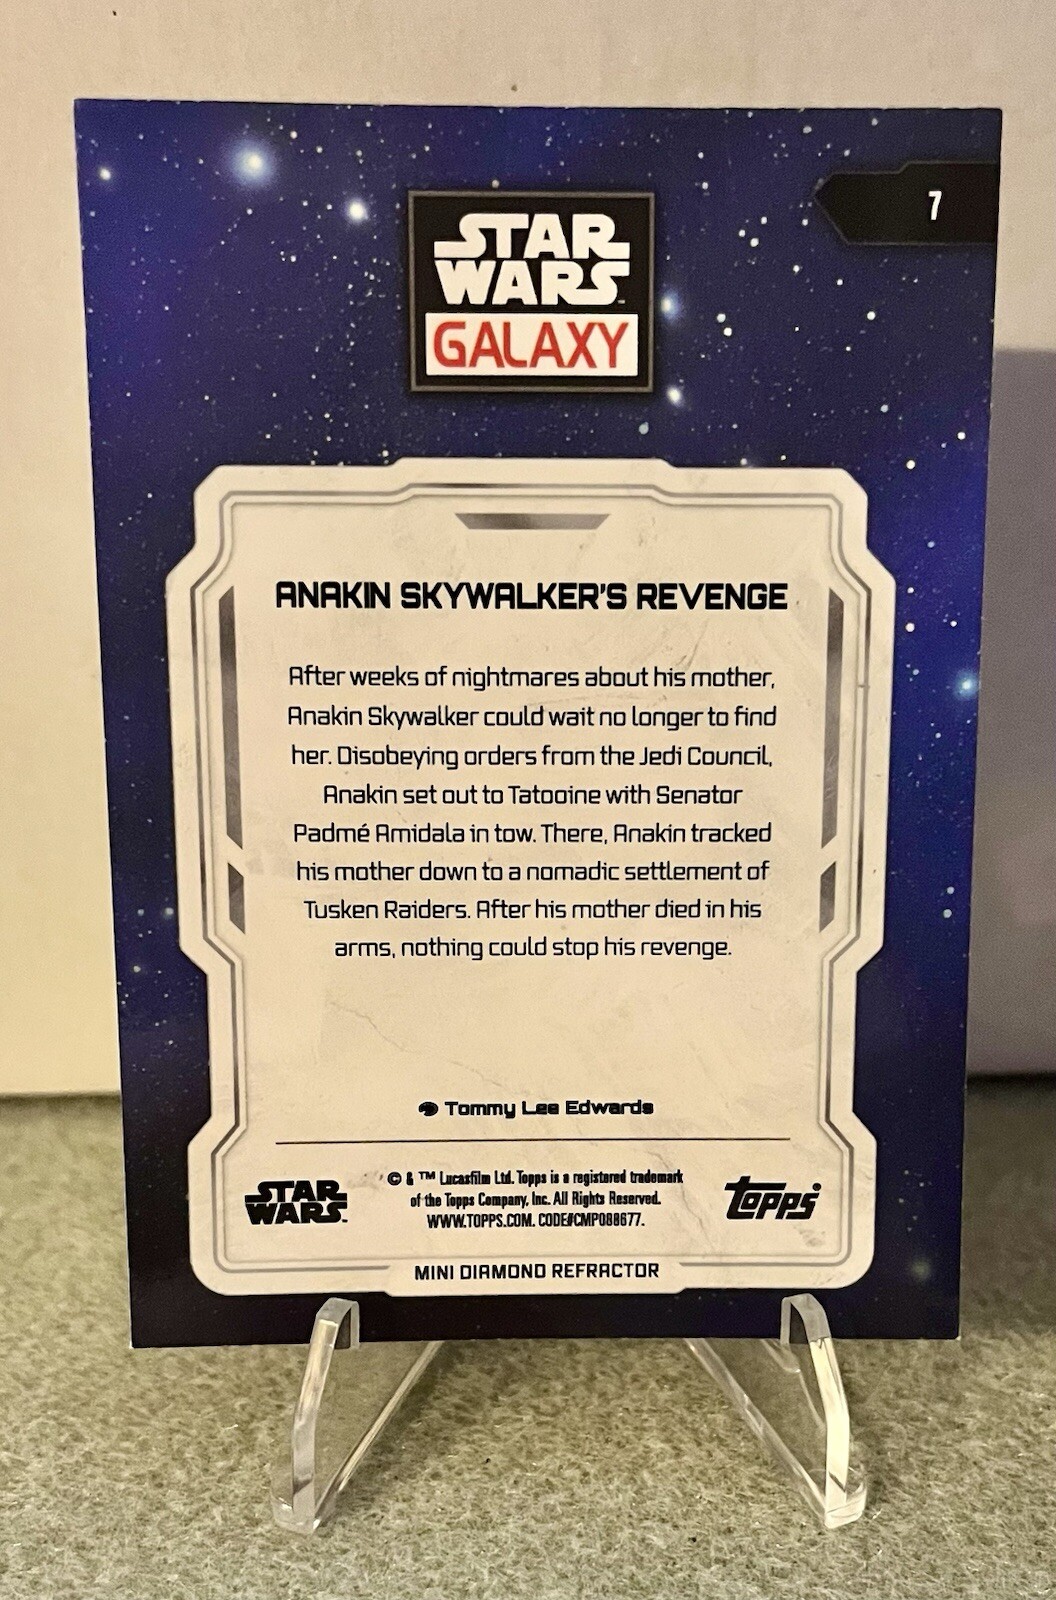 7
STAR
WARS
GALAXY
ANAKIN SKYWALKER'S REVENGE
After weeks of nightmares about his mother,
Anakin Skywalker could wait no longer to find
her. Disobeying orders from the Jedi Council,
Anakin set out to Tatooine with Senator
Padmé Amidala in tow. There, Anakin tracked
his mother down to a nomadic settlement of
Tusken Raiders. After his mother died in his
arms, nothing could stop his revenge.
Tommy Lee Edwards
STAR
WARS
© & ™ Lucasfilm Ltd. Topps is a registered trademark
of the Topps Company, Inc. All Rights Reserved.
WWW.TOPPS.COM. CODE#CMP088677.
Topps
MINI DIAMOND REFRACTOR